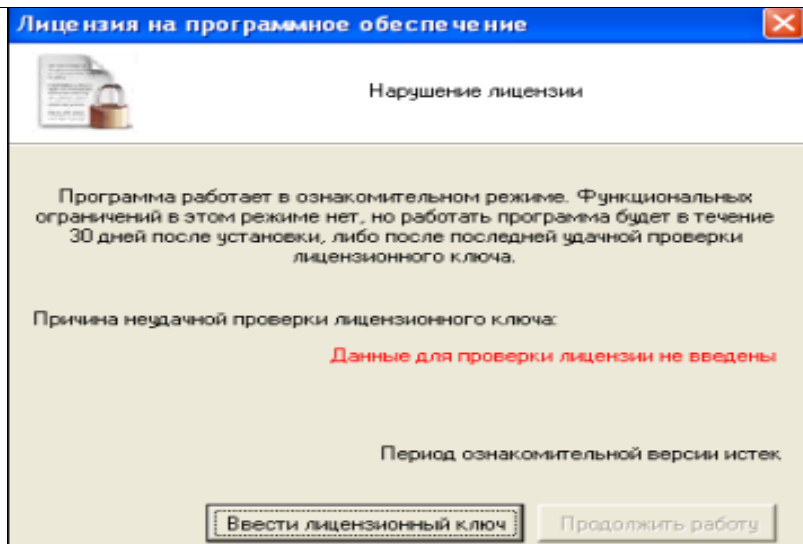 Лицензия на программное обеспечение
Нарушение лицензии
Программа работает в ознакомительном режиме. Функциональных
ограничений в этом режиме нет, но работать программа будет в течение
30 дней после установки, либо после последней удачной проверки
лицензионного ключа.
Причина неудачной проверки лицензионного ключа:
Данные для проверки лицензии не введены
Период ознакомительной версии истек
Ввести лицензионный ключ
Продолжить работу